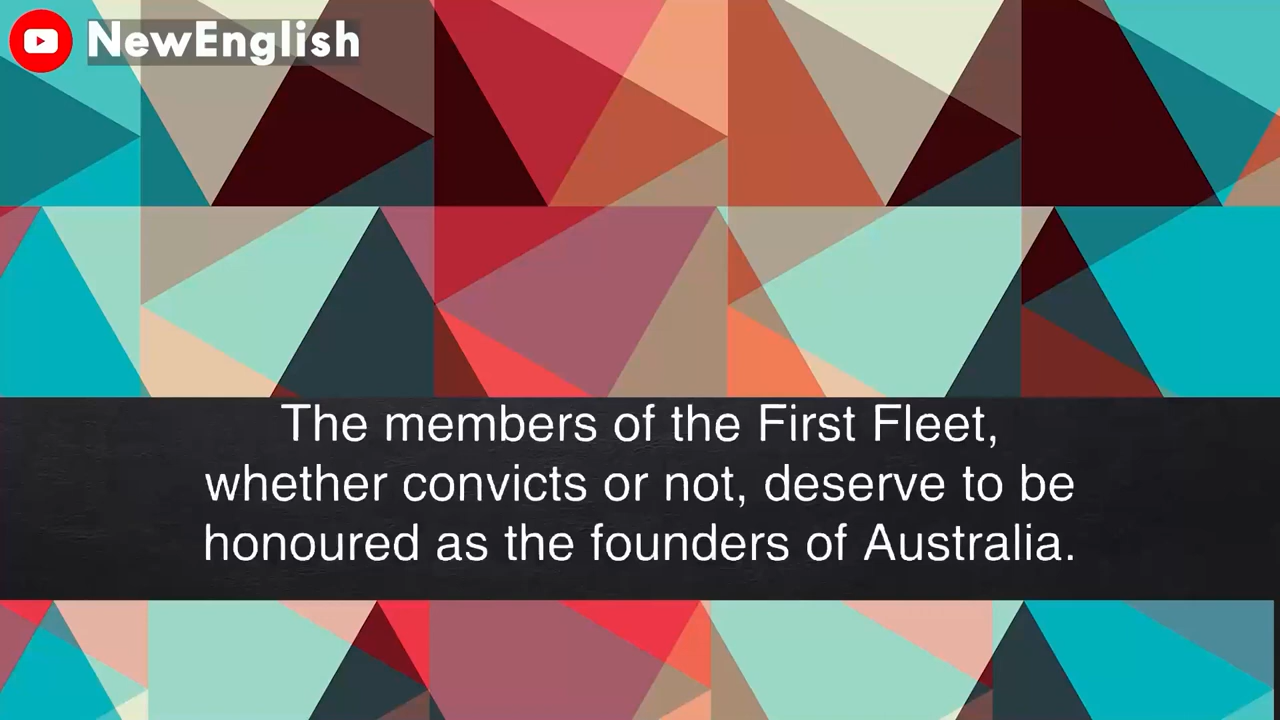 NewEnglish
The members of the First Fleet,
whether convicts or not, deserve to be
honoured as the founders of Australia.